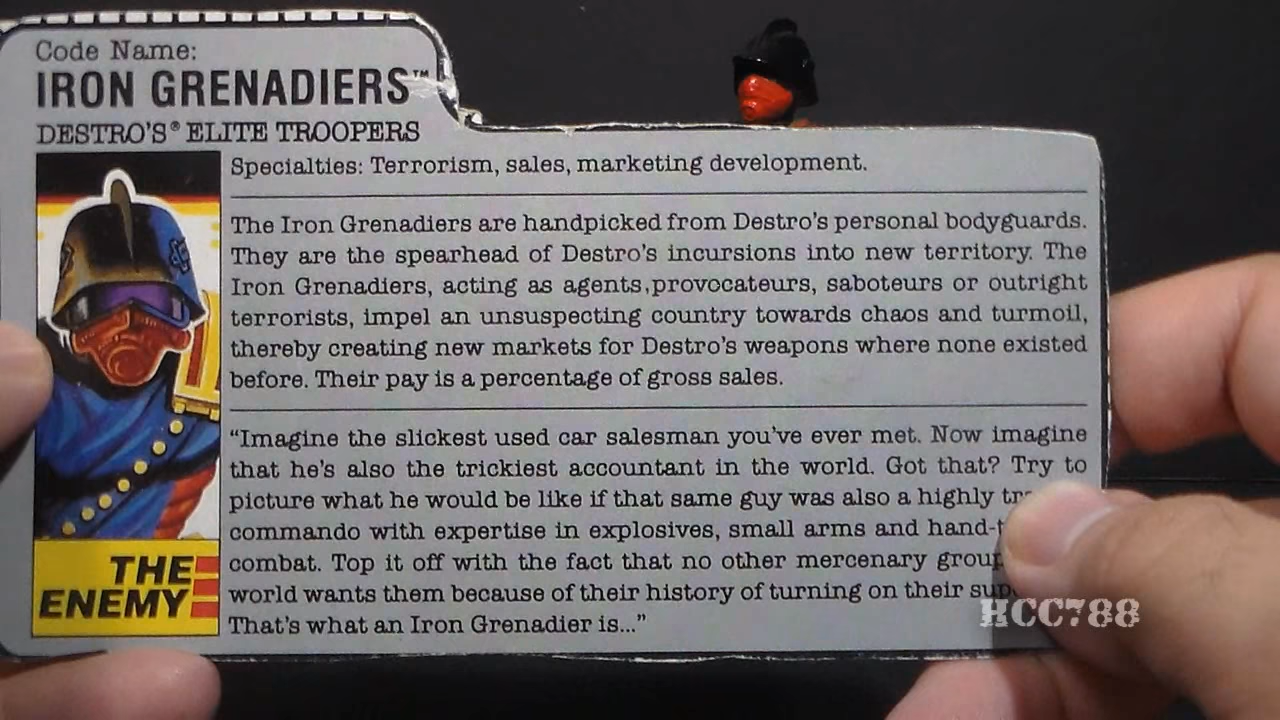 Code Name:
IRON GRENADIERS™
DESTRO'S® ELITE TROOPERS
Specialties: Terrorism, sales, marketing development.
The Iron Grenadiers are handpicked from Destro's personal bodyguards.
They are the spearhead of Destro's incursions into new territory. The
Iron Grenadiers, acting as agents,provocateurs, saboteurs or outright
terrorists, impel an unsuspecting country towards chaos and turmoil,
thereby creating new markets for Destro's weapons where none existed
before. Their pay is a percentage of gross sales.
"Imagine the slickest used car salesman you've ever met. Now imagine
that he's also the trickiest accountant in the world. Got that? Try to
picture what he would be like if that same guy was also a highly
commando with expertise in explosives, small arms and
combat. Top it off with the fact that no other mercenary group
world wants them because of their history of turning on their
That's what an Iron Grenadier is..."
THE
ENEMY
HCC788